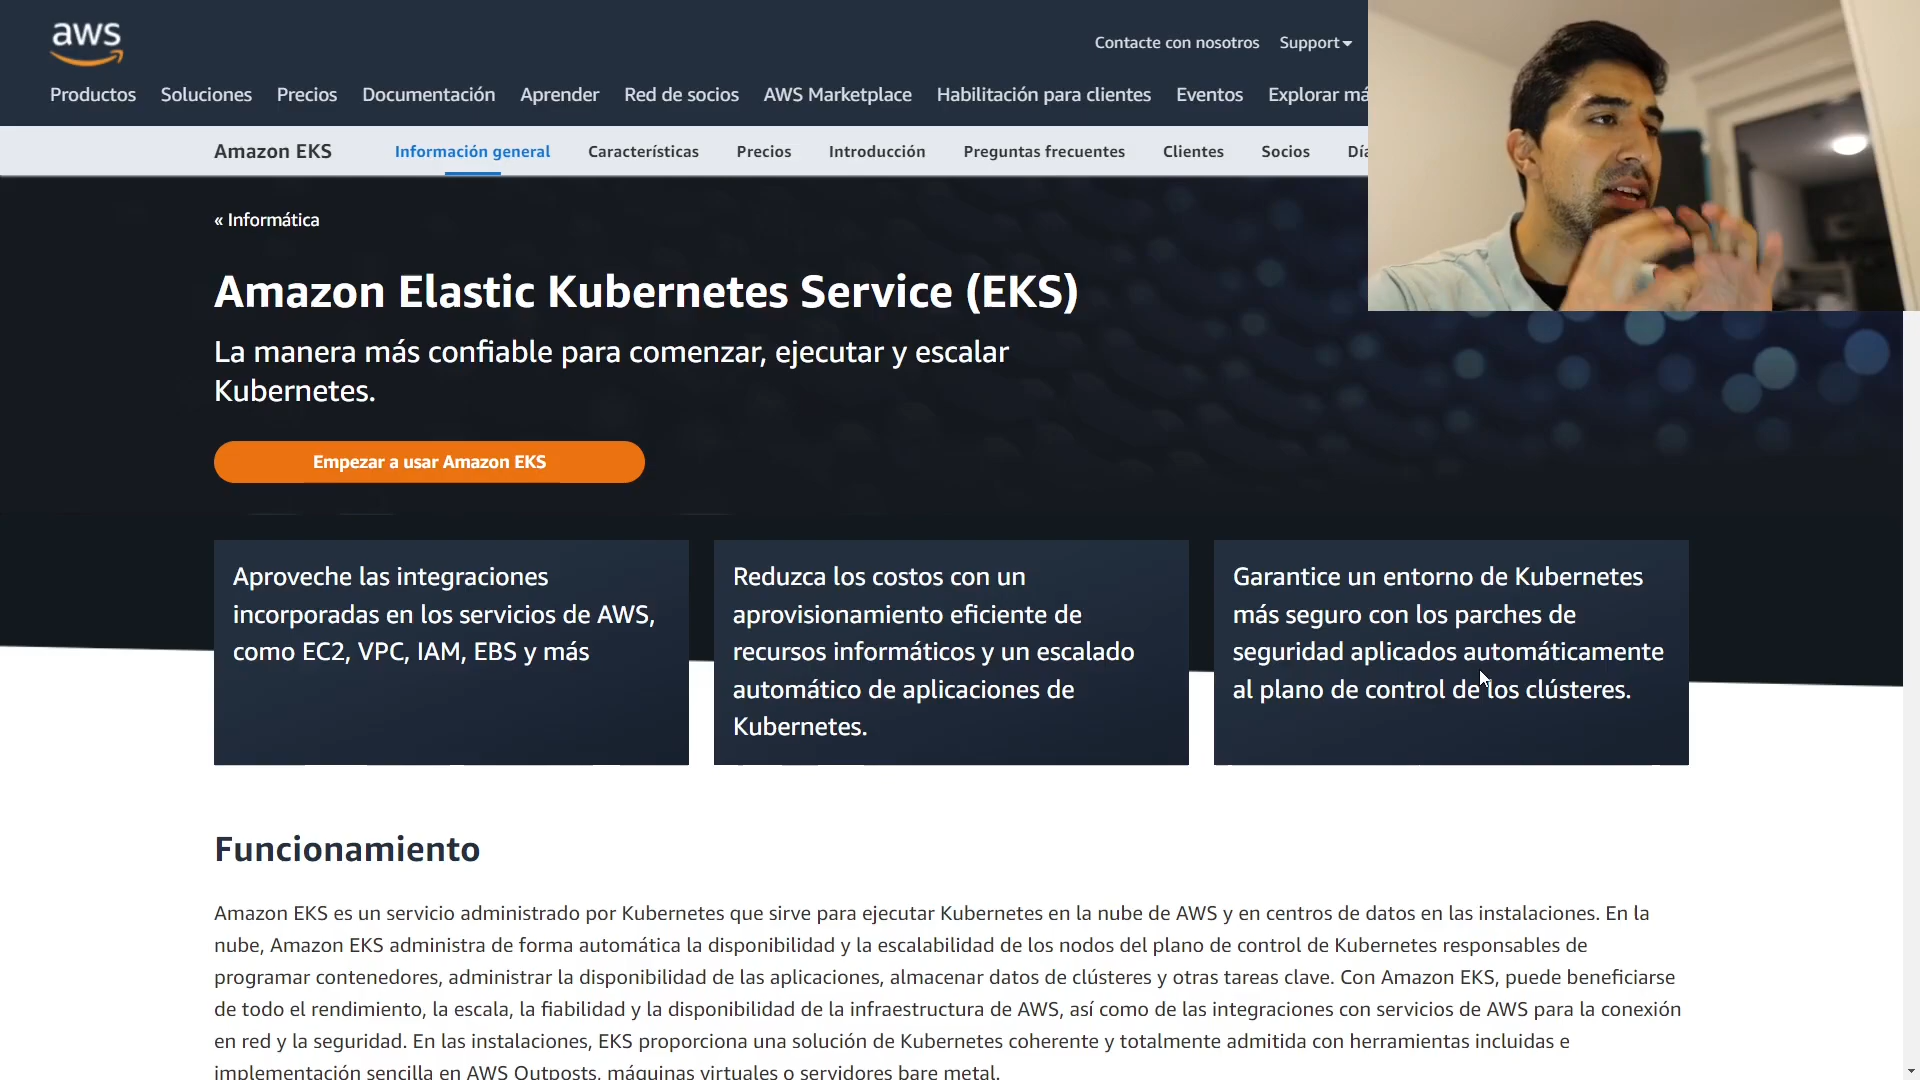 aws
Contacte con nosotros Support
Productos Soluciones Precios Documentación Aprender Red de socios AWS Marketplace Habilitación para clientes Eventos Explorar
Amazon EKS Información general Características Precios Introducción Preguntas frecuentes Clientes Socios
« Informática
Amazon Elastic Kubernetes Service (EKS)
La manera más confiable para comenzar, ejecutar y escalar
Kubernetes.
Empezar a usar Amazon EKS
Aproveche las integraciones
incorporadas en los servicios de AWS,
como EC2, VPC, IAM, EBS y más
Reduzca los costos con un
aprovisionamiento eficiente de
recursos informáticos y un escalado
automático de aplicaciones de
Kubernetes.
Garantice un entorno de Kubernetes
más seguro con los parches de
seguridad aplicados automáticamente
al plano de control de los clústeres.
Funcionamiento
Amazon EKS es un servicio administrado por Kubernetes que sirve para ejecutar Kubernetes en la nube de AWS y en centros de datos en las instalaciones. En la
nube, Amazon EKS administra de forma automática la disponibilidad y la escalabilidad de los nodos del plano de control de Kubernetes responsables de
programar contenedores, administrar la disponibilidad de las aplicaciones, almacenar datos de clústeres y otras tareas clave. Con Amazon EKS, puede beneficiarse
de todo el rendimiento, la escala, la fiabilidad y la disponibilidad de la infraestructura de AWS, así como de las integraciones con servicios de AWS para la conexión
en red y la seguridad. En las instalaciones, EKS proporciona una solución de Kubernetes coherente y totalmente admitida con herramientas incluidas e
implementación sencilla en AWS Outposts, máquinas virtuales o servidores bare metal.